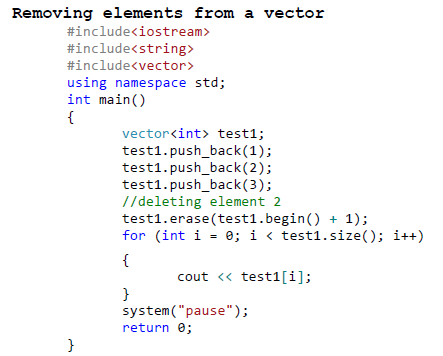 Removing elements from a vector
#include<iostream>
#include<string>
#include<vector>
using namespace std;
int main()
{
vector<int> test1;
test1.push_back(1);
test1.push_back(2);
test1.push_back(3);
//deleting element 2
test1.erase(test1.begin() + 1);
for (int i = 0; i < test1.size(); i++)
{
cout << test1[i];
}
system("pause");
return 0;
}